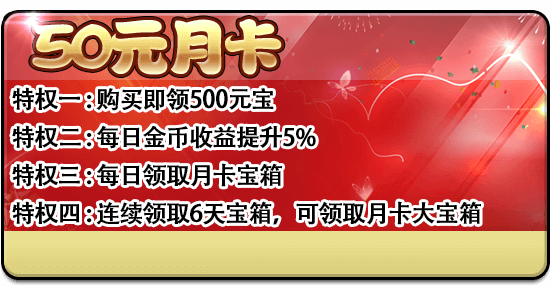 50元月卡
特权一:购买即领500元宝
特权二:每日金币收益提升5%
特权三:每日领取月卡宝箱
特权四:连续领取6天宝箱，可领取月卡大宝箱